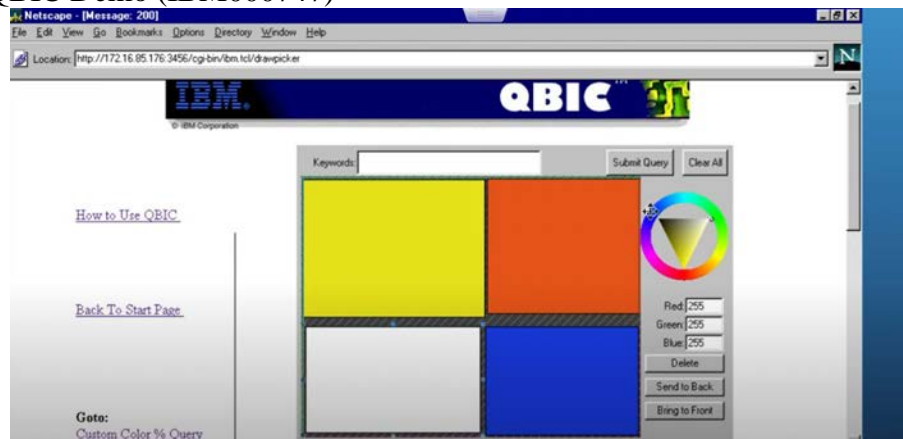 Netscape - [Message: 200]
File Edit View Go Bookmarks Options Directory Window Help
Location: http://172.16.85.176:3456/cgi-bin/ibm.tcl/drawpicker N
IBM. QBIC™
© IBM Corporation
Keywords: Submit Query Clear All
How to Use QBIC
Back To Start Page
Red: 255
Green: 255
Blue: 255
Delete
Send to Back
Bring to Front
Goto:
Custom Color % Query